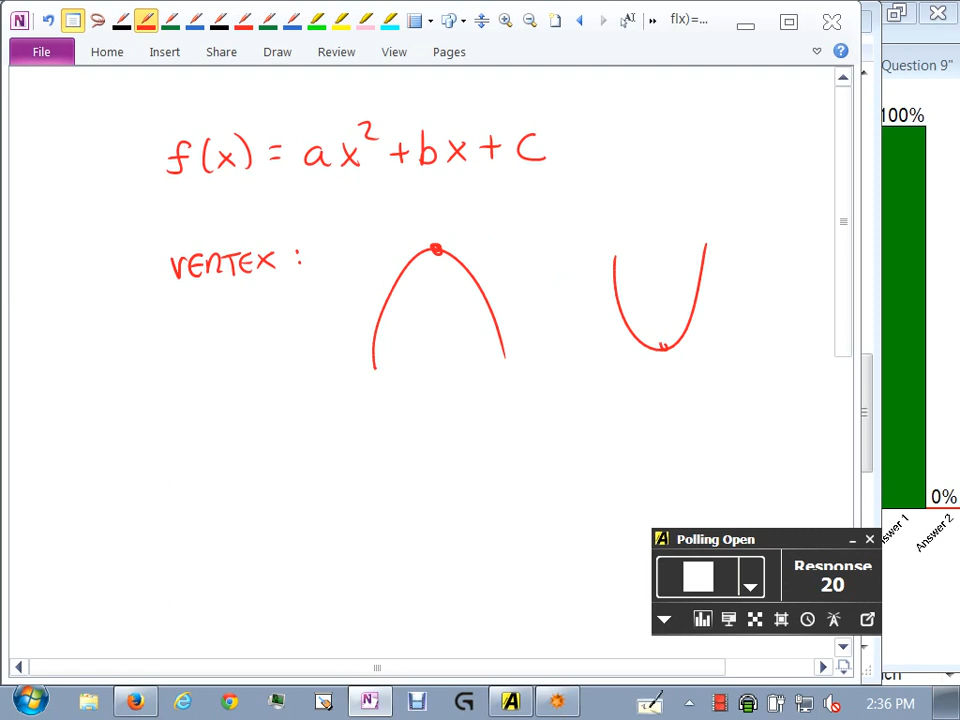 f(x)=...
Question 9"
File Home Insert Share Draw Review View Pages
100%
f(x) = ax² + bx + c
VERTEX :
0%
nswer 1
Answer 2
Polling Open
Response
20
2:36 PM